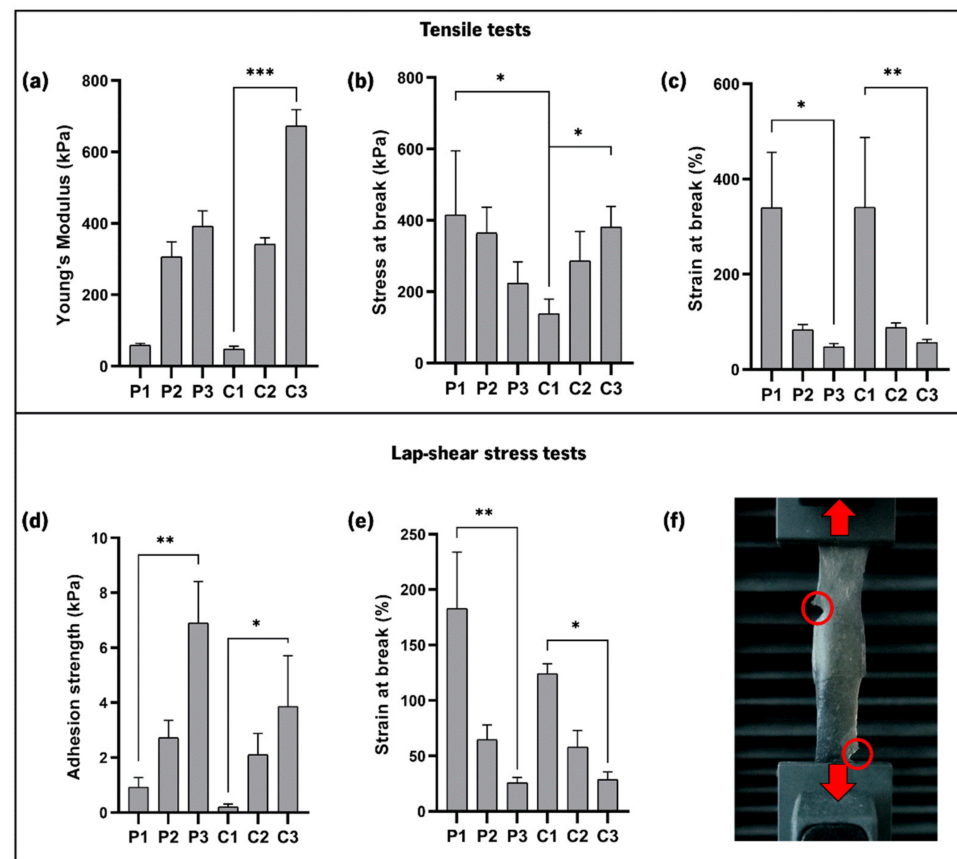 Tensile tests
(a)
***
Young's Modulus (kPa)
800
600
400
200
0
P1 P2 P3 C1 C2 C3
(b)
*
*
Stress at break (kPa)
800
600
400
200
0
P1 P2 P3 C1 C2 C3
(c)
**
*
Strain at break (%)
600
400
200
0
P1 P2 P3 C1 C2 C3
Lap-shear stress tests
(d)
**
*
Adhesion strength (kPa)
10
8
6
4
2
0
P1 P2 P3 C1 C2 C3
(e)
**
*
Strain at break (%)
250
200
150
100
50
0
P1 P2 P3 C1 C2 C3
(f)